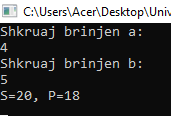 C:\Users\Acer\Desktop\Univ
Shkruaj brinjen a:
4
Shkruaj brinjen b:
5
S=20, P=18